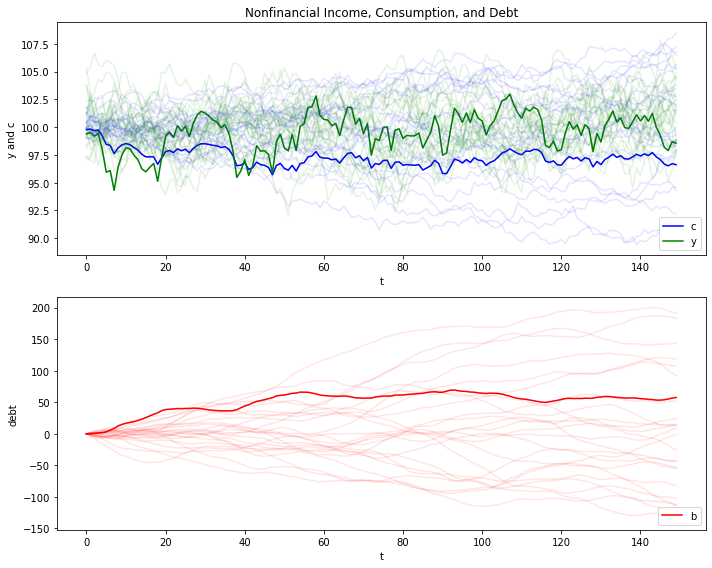 Nonfinancial Income, Consumption, and Debt
107.5
105.0
102.5
100.0
97.5
95.0
92.5
90.0
y and c
c
y
0 20 40 60 80 100 120 140
t
200
150
100
50
0
−50
−100
−150
debt
b
0 20 40 60 80 100 120 140
t